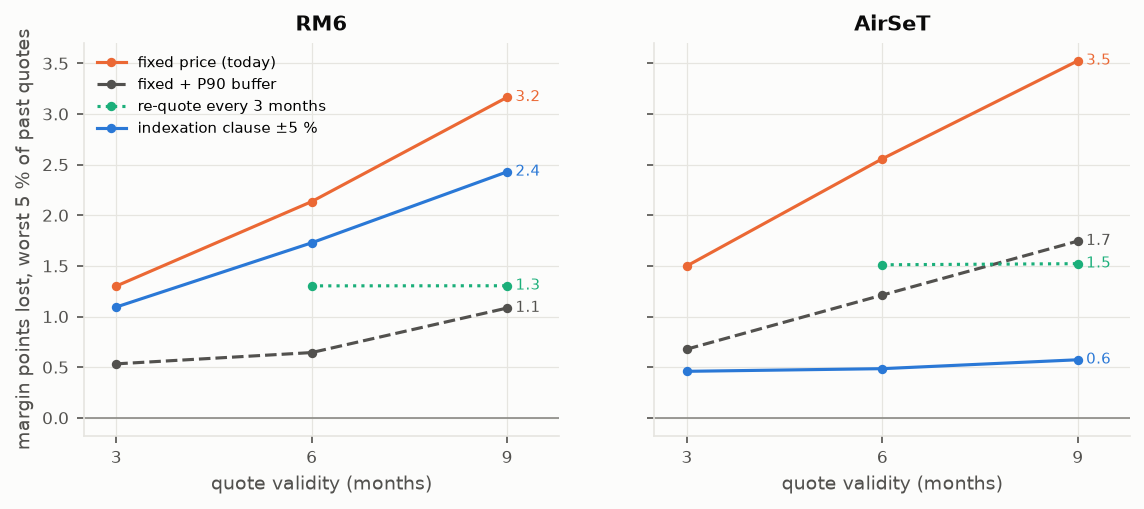 RM6
AirSeT
margin points lost, worst 5 % of past quotes
3.5
3.0
2.5
2.0
1.5
1.0
0.5
0.0
fixed price (today)
fixed + P90 buffer
re-quote every 3 months
indexation clause ±5 %
3.2
2.4
1.3
1.1
3 6 9
quote validity (months)
3.5
1.7
1.5
0.6
3 6 9
quote validity (months)